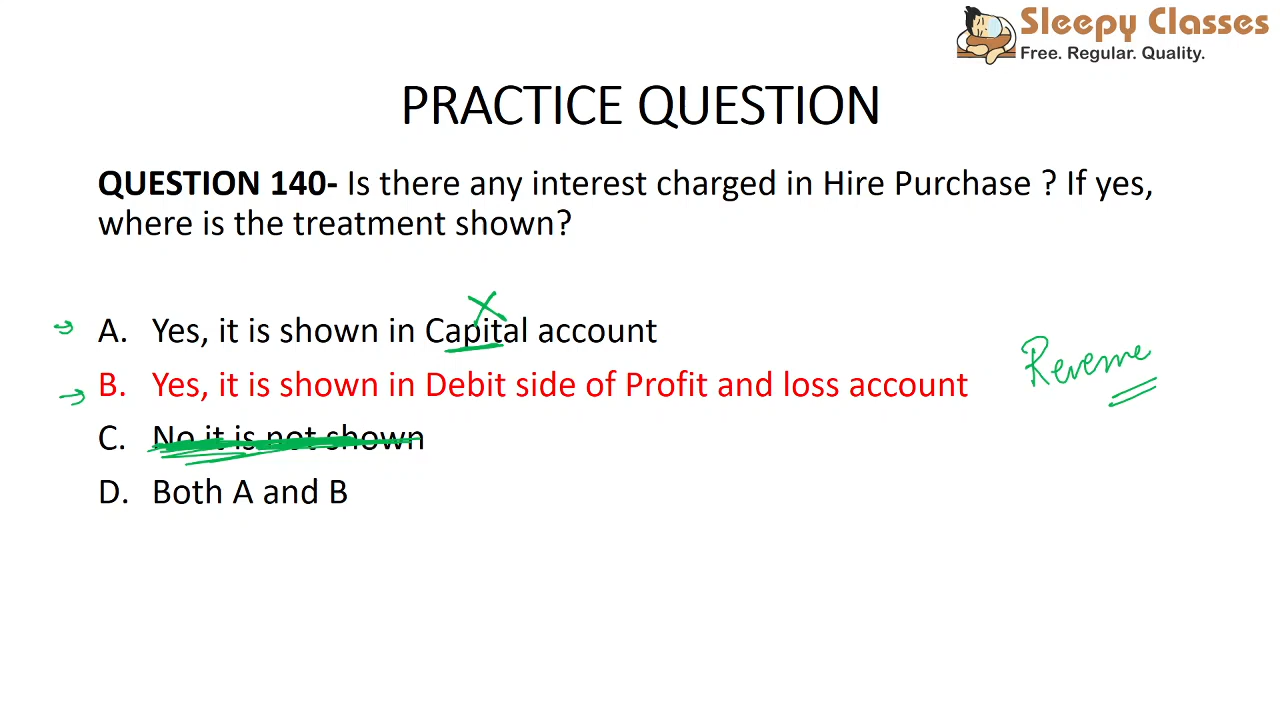 Sleepy Classes
Free. Regular. Quality.
PRACTICE QUESTION
QUESTION 140- Is there any interest charged in Hire Purchase ? If yes,
where is the treatment shown?
A. Yes, it is shown in Capital account
B. Yes, it is shown in Debit side of Profit and loss account
Revenue
C. No it is not shown
D. Both A and B